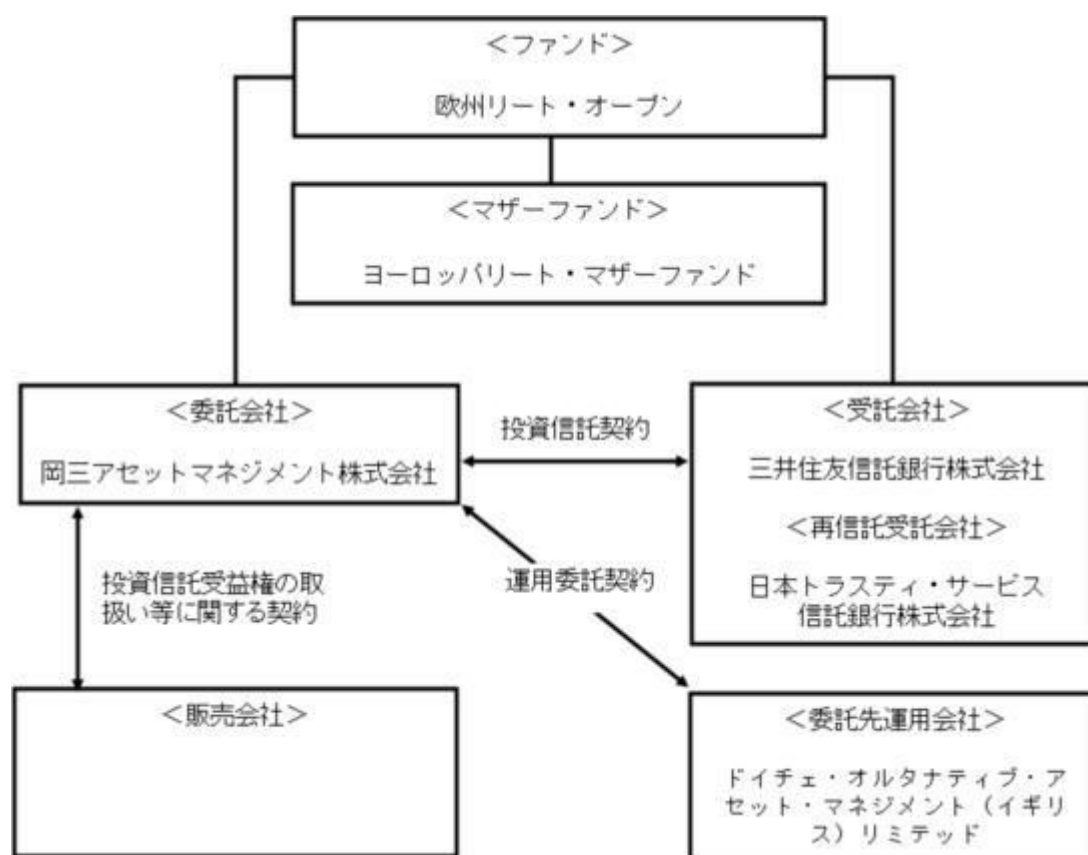 ＜ファンド＞
欧州リート・オープン
＜マザーファンド＞
ヨーロッパリート・マザーファンド
＜委託会社＞
岡三アセットマネジメント株式会社
投資信託契約
＜受託会社＞
三井住友信託銀行株式会社
＜再信託受託会社＞
日本トラスティ・サービス
信託銀行株式会社
投資信託受益権の取
扱い等に関する契約
運用委託契約
＜販売会社＞
＜委託先運用会社＞
ドイチェ・オルタナティブ・ア
セット・マネジメント（イギリ
ス）リミテッド